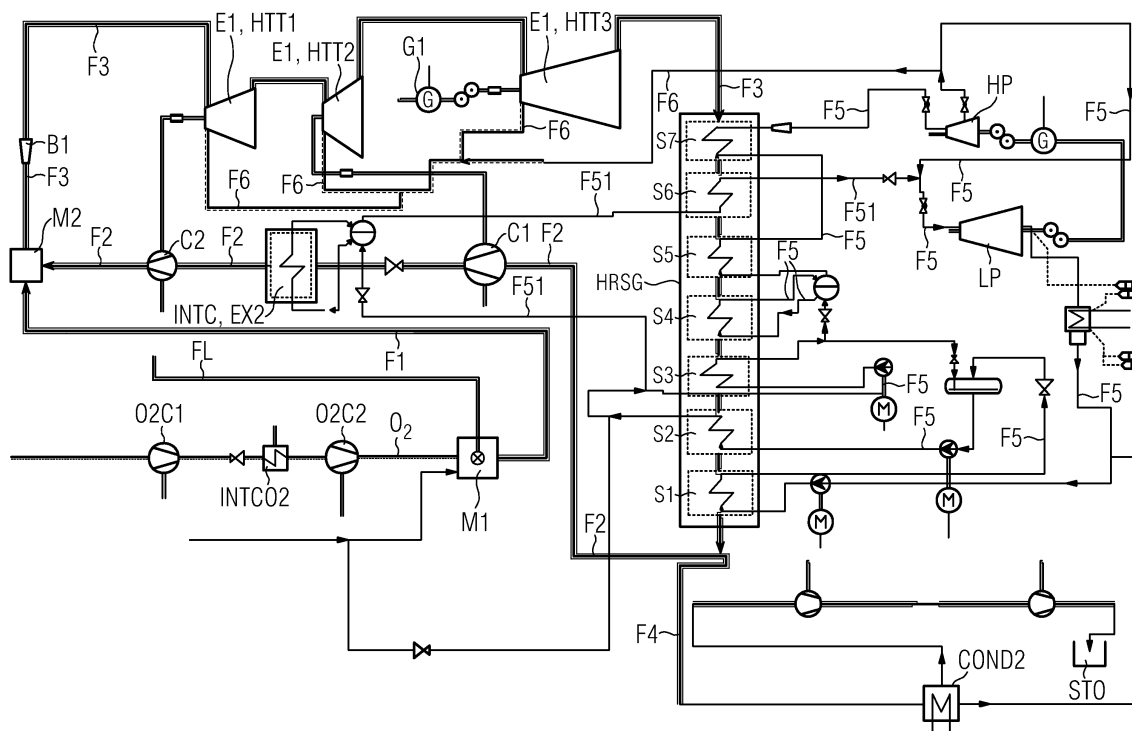 E1, HTT1
E1, HTT2
G1
E1, HTT3
F3
G
F6
F3
F5
HP
F5
B1
F3
S7
G
F6
F6
F6
F51
S6
F51
F5
M2
F2
C2
F2
C1
F2
S5
F5
F5
F5
LP
HRSG
INTC, EX2
F51
S4
F1
FL
S3
F5
F5
M
O2C1
O2C2
O2
S2
F5
F5
INTCO2
M1
S1
M
M
F2
F4
COND2
M
STO